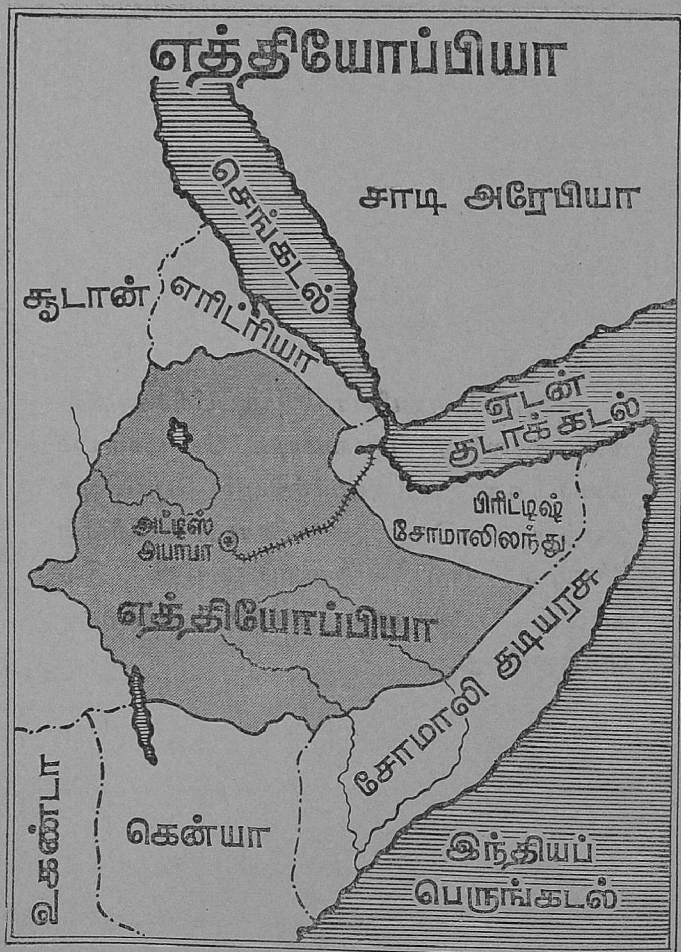 எத்தியோப்பியா
செங்கடல்
சாடி அரேபியா
சூடான்
எரிட்ரியா
ஏடன்
குடாக்கடல்
பிரிட்டிஷ்
சோமாலிலந்து
அட்டிஸ்
அபாபா
எத்தியோப்பியா
சோமாலி குடியரசு
உகண்டா
கென்யா
இந்தியப்
பெருங்கடல்